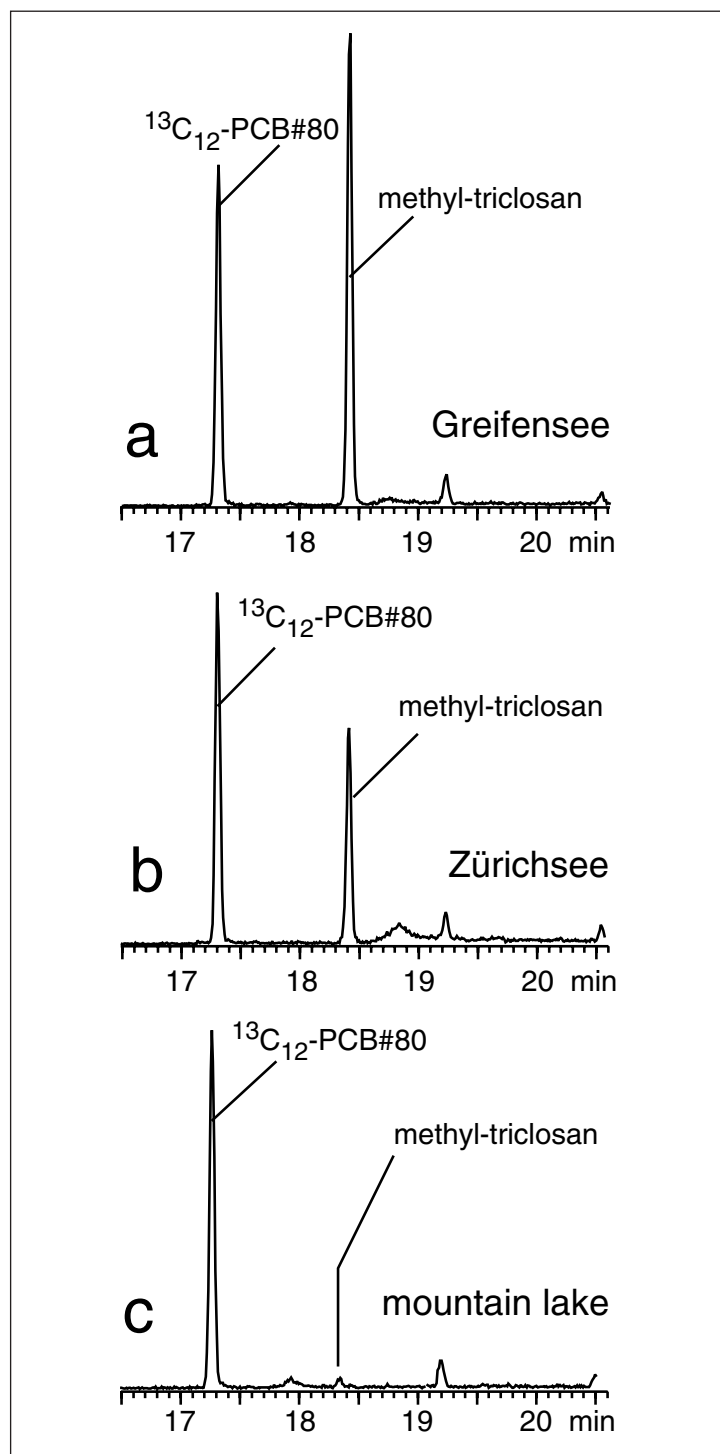 ¹³C₁₂-PCB#80
methyl-triclosan
a
Greifensee
17 18 19 20 min
¹³C₁₂-PCB#80
methyl-triclosan
b
Zürichsee
17 18 19 20 min
¹³C₁₂-PCB#80
methyl-triclosan
c
mountain lake
17 18 19 20 min